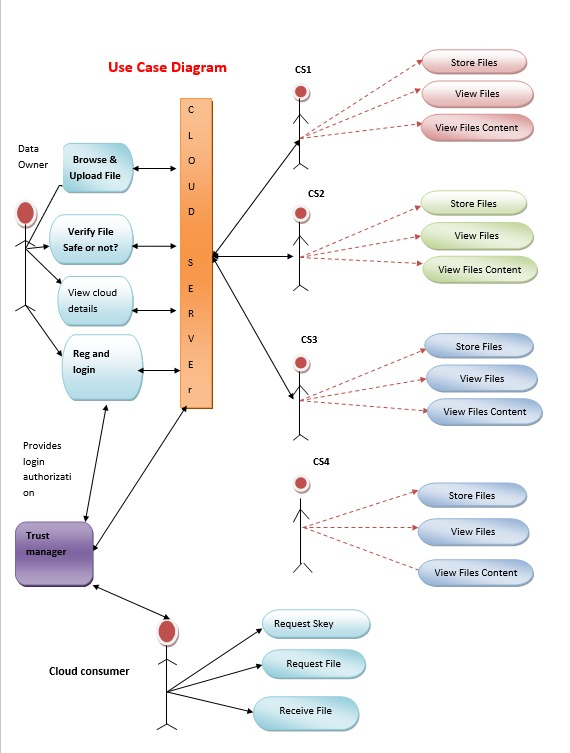 Use Case Diagram
Data
Owner
Browse &
Upload File
Verify File
Safe or not?
View cloud
details
Reg and
login
C
L
O
U
D
S
E
R
V
E
r
CS1
Store Files
View Files
View Files Content
CS2
Store Files
View Files
View Files Content
CS3
Store Files
View Files
View Files Content
CS4
Store Files
View Files
View Files Content
Provides
login
authorizati
on
Trust
manager
Cloud consumer
Request Skey
Request File
Receive File